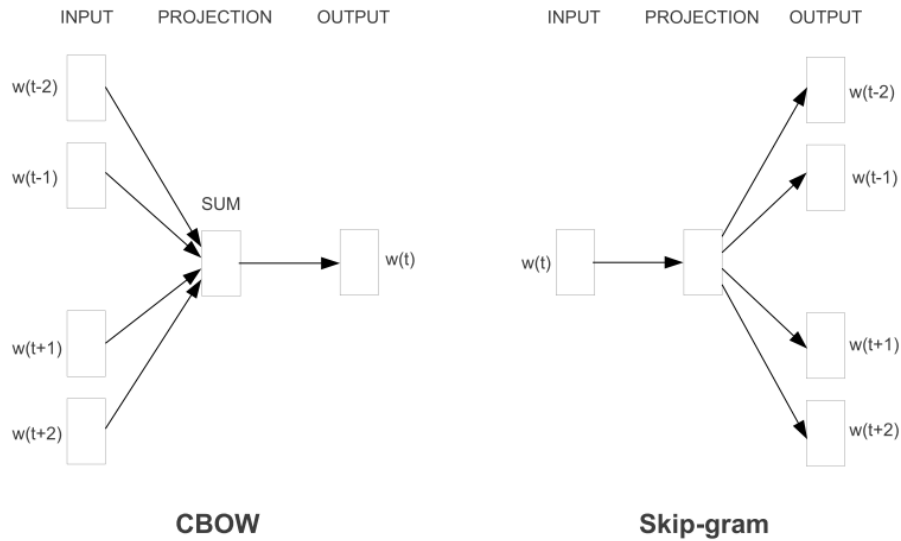 INPUT PROJECTION OUTPUT
w(t-2)
w(t-1)
SUM
w(t)
w(t+1)
w(t+2)
CBOW
INPUT PROJECTION OUTPUT
w(t-2)
w(t-1)
w(t)
w(t+1)
w(t+2)
Skip-gram